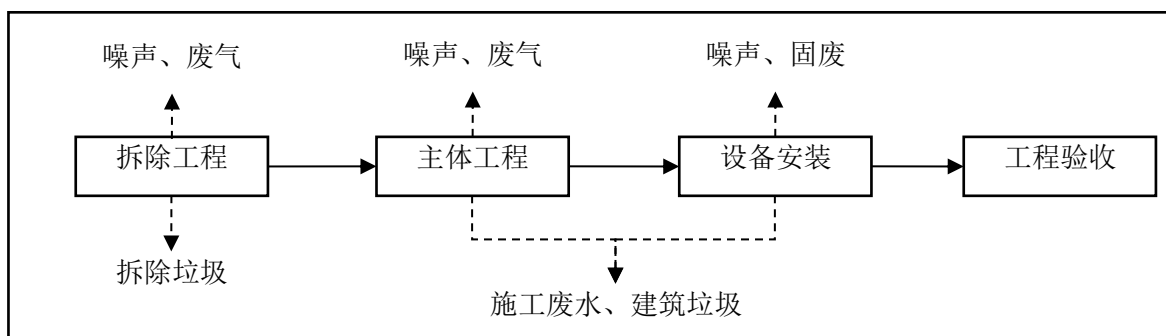 噪声、废气
噪声、废气
噪声、固废
拆除工程
主体工程
设备安装
工程验收
拆除垃圾
施工废水、建筑垃圾